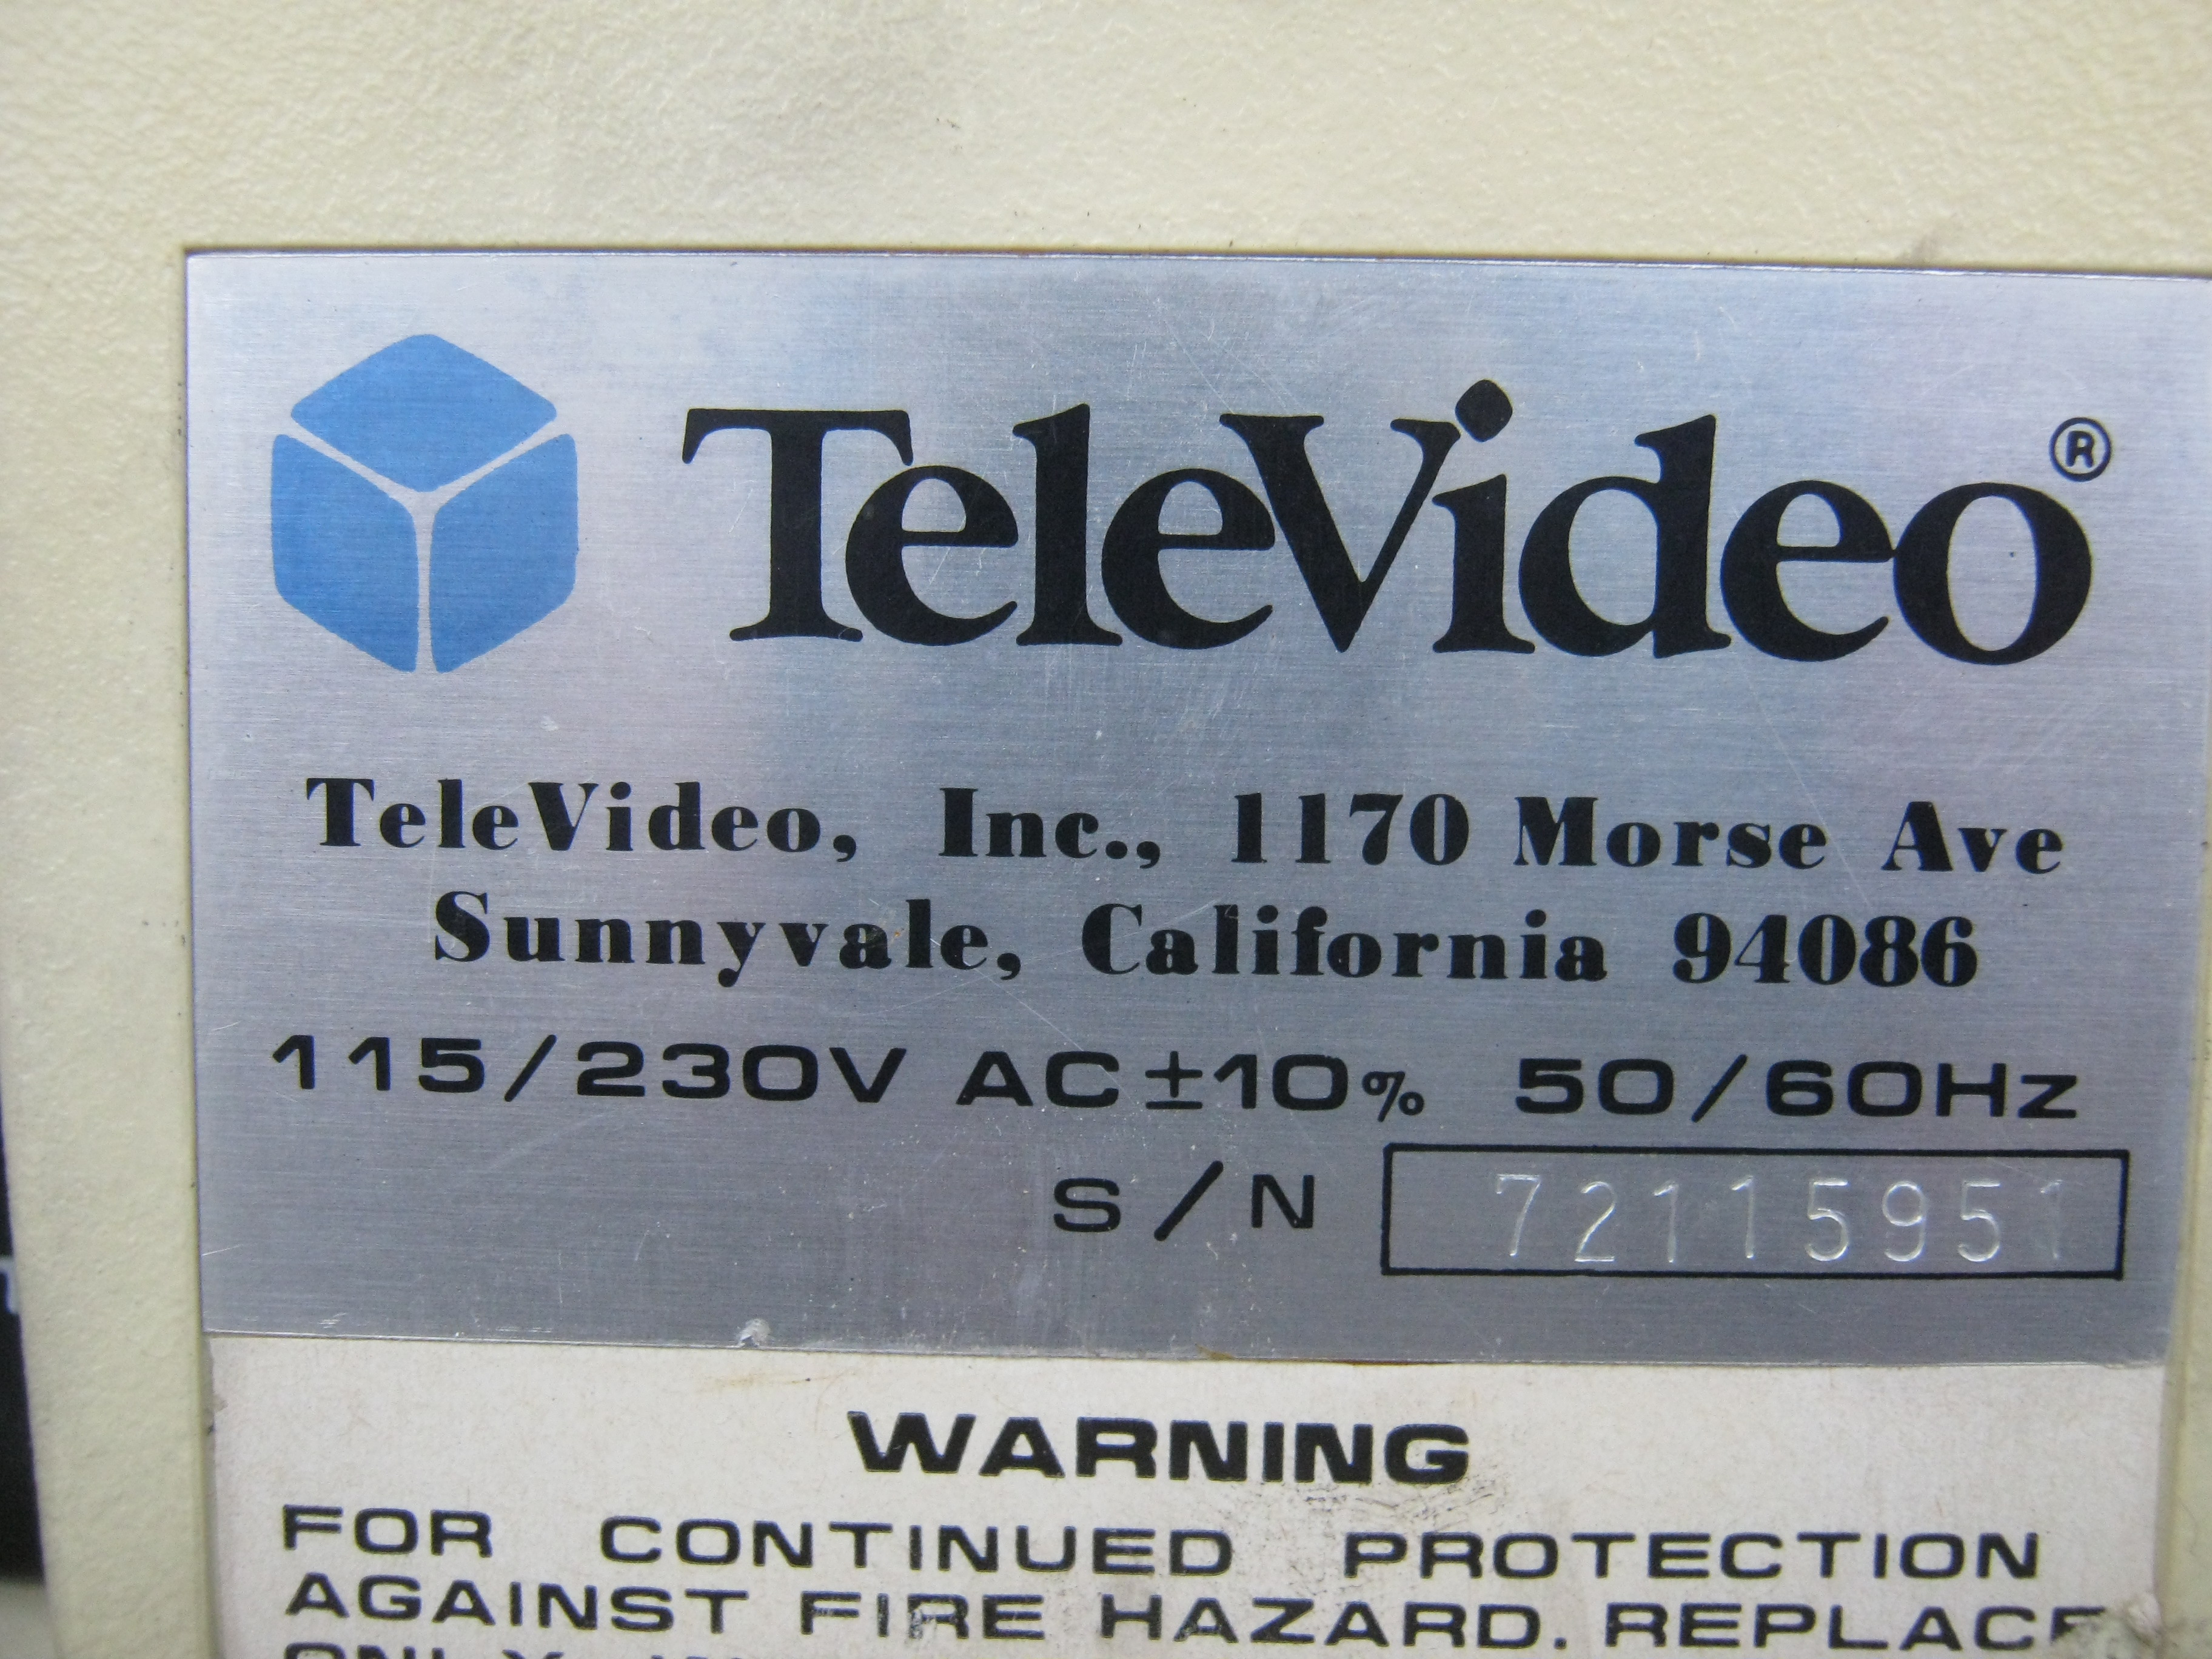 TeleVideo®
TeleVideo, Inc., 1170 Morse Ave
Sunnyvale, California 94086
115/230V AC ±10% 50/60Hz
S/N 72115951
WARNING
FOR CONTINUED PROTECTION
AGAINST FIRE HAZARD. REPLACE
ONLY